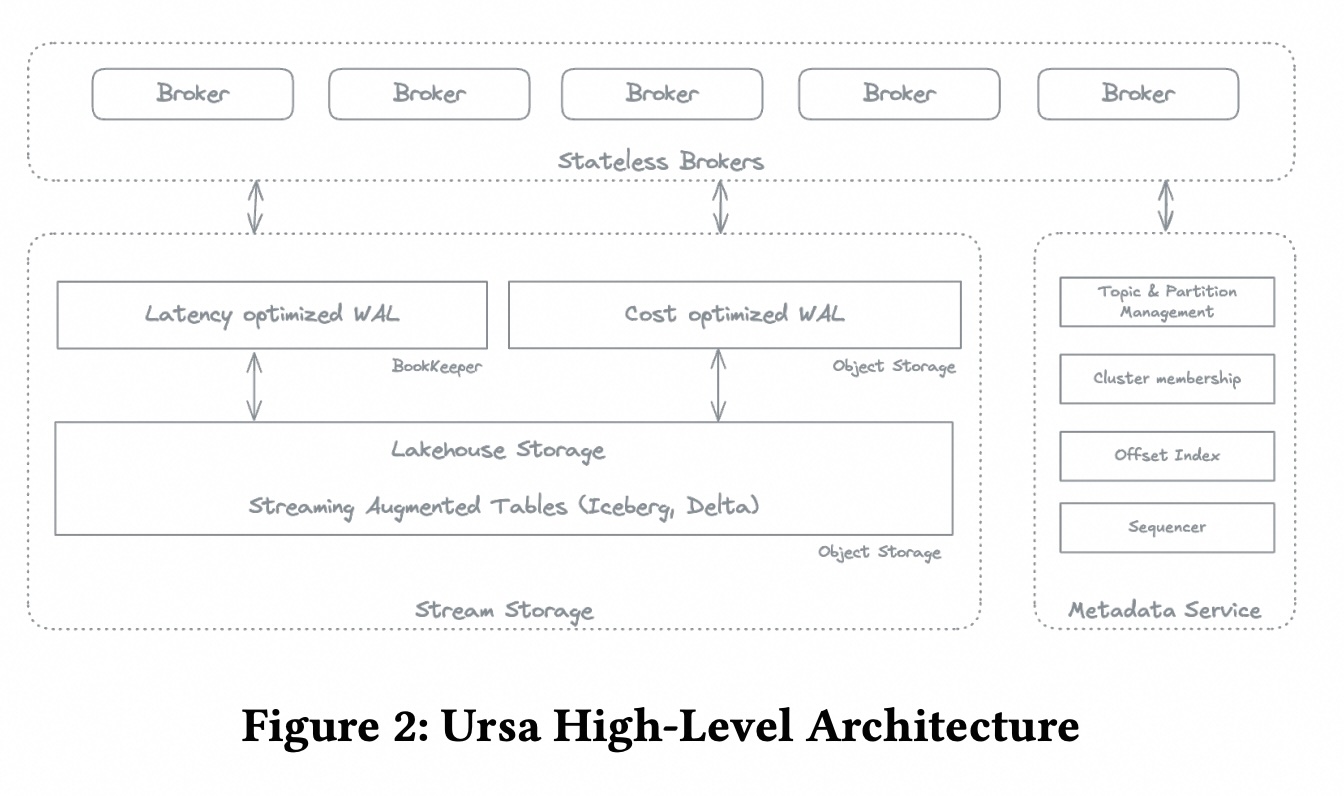 Broker
Broker
Broker
Broker
Broker
Stateless Brokers
Latency optimized WAL
BookKeeper
Cost optimized WAL
Object Storage
Lakehouse Storage
Streaming Augmented Tables (Iceberg, Delta)
Object Storage
Stream Storage
Topic & Partition
Management
Cluster membership
Offset Index
Sequencer
Metadata Service
Figure 2: Ursa High-Level Architecture